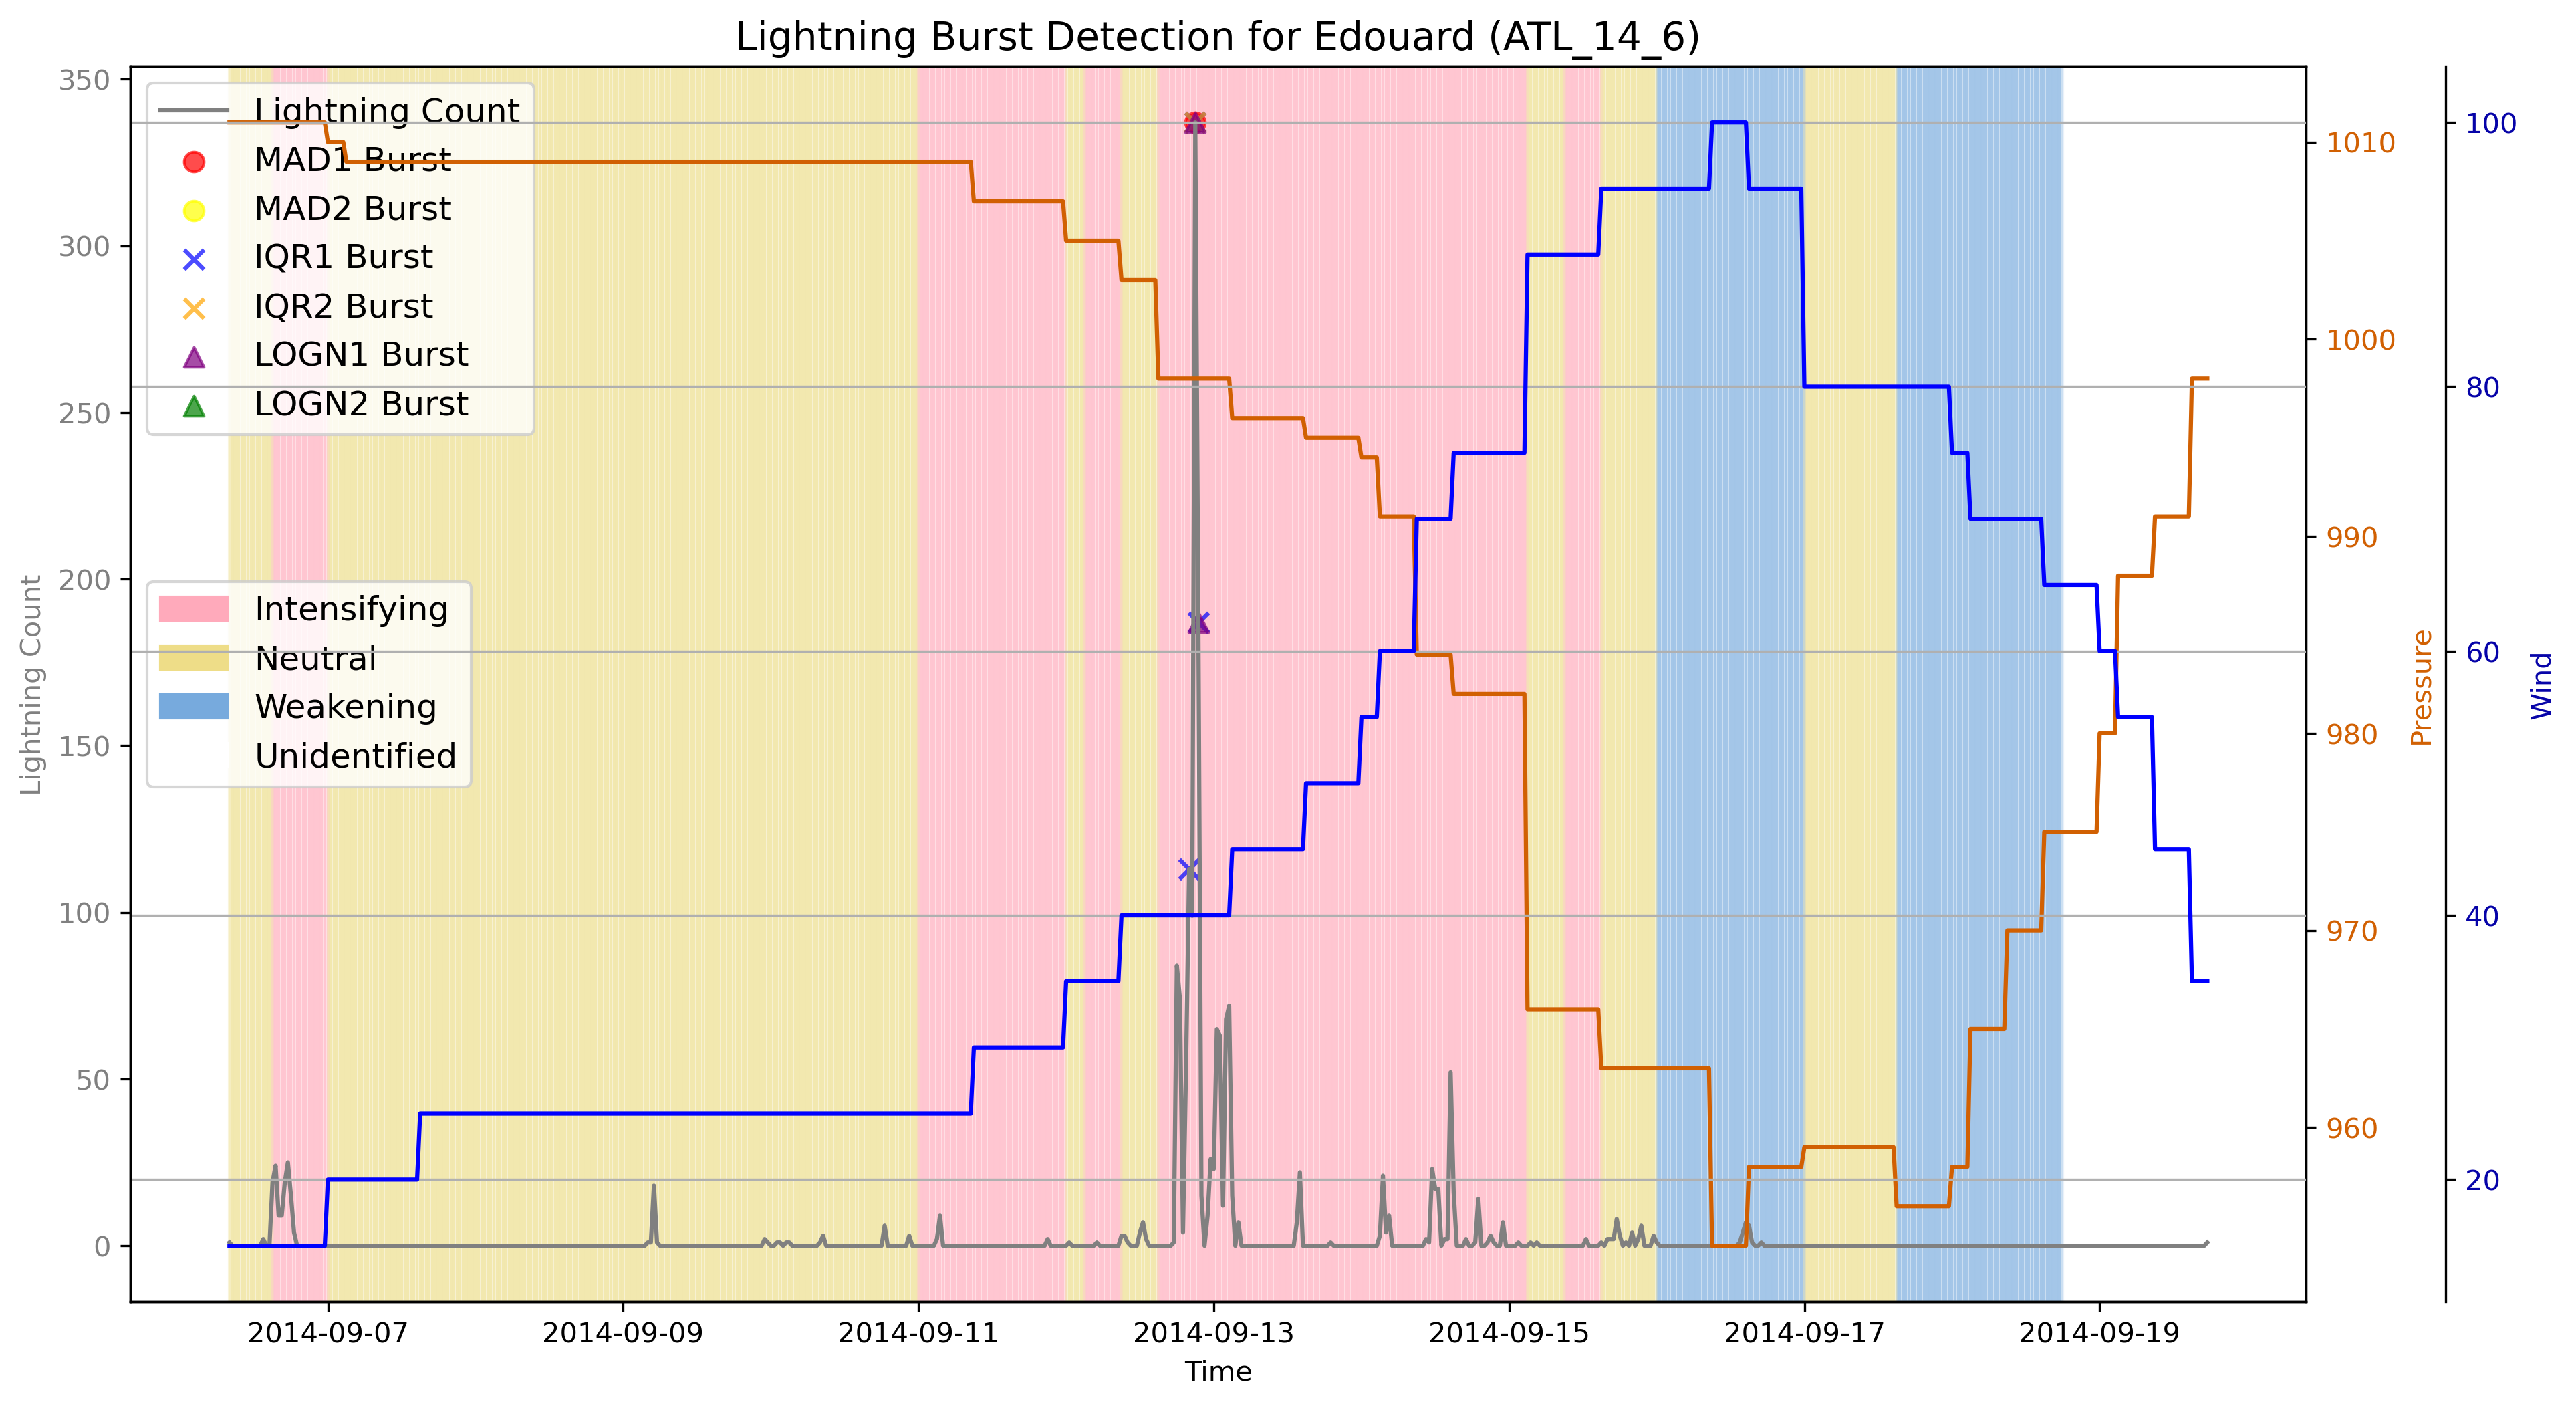 Lightning Burst Detection for Edouard (ATL_14_6)
Lightning Count
MAD1 Burst
MAD2 Burst
IQR1 Burst
IQR2 Burst
LOGN1 Burst
LOGN2 Burst
Intensifying
Neutral
Weakening
Unidentified
Lightning Count
350
300
250
200
150
100
50
0
1010
1000
990
980
970
960
Pressure
100
80
60
40
20
Wind
2014-09-07 2014-09-09 2014-09-11 2014-09-13 2014-09-15 2014-09-17 2014-09-19
Time